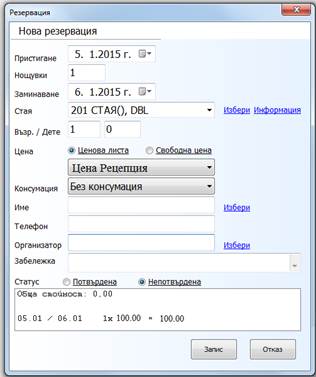 Резервация
Нова резервация
Пристигане 5. 1.2015 г.
Нощувки 1
Заминаване 6. 1.2015 г.
Стая 201 СТАЯ(), DBL Избери Информация
Възр. / Дете 1 0
Цена Ценова листа Свободна цена
Цена Рецепция
Консумация Без консумация
Име Избери
Телефон
Организатор Избери
Забележка
Статус Потвърдена Непотвърдена
Обща стойност: 0.00
05.01 / 06.01 1x 100.00 = 100.00
Запис Отказ